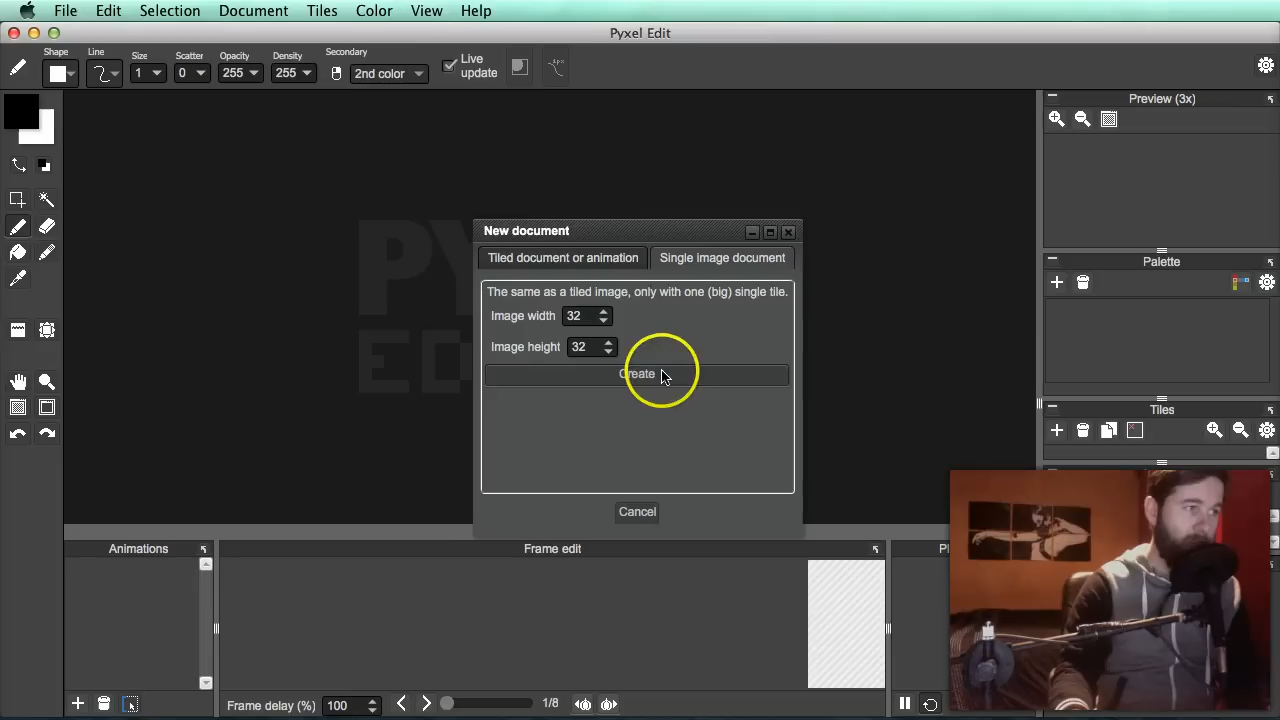 File Edit Selection Document Tiles Color View Help
Pyxel Edit
Shape Line Size Scatter Opacity Density Secondary
1 0 255 255 2nd color Live update
Preview (3x)
New document
Tiled document or animation Single image document
The same as a tiled image, only with one (big) single tile.
Image width 32
Image height 32
Create
Cancel
Palette
Tiles
Animations Frame edit
Frame delay (%) 100 1/8